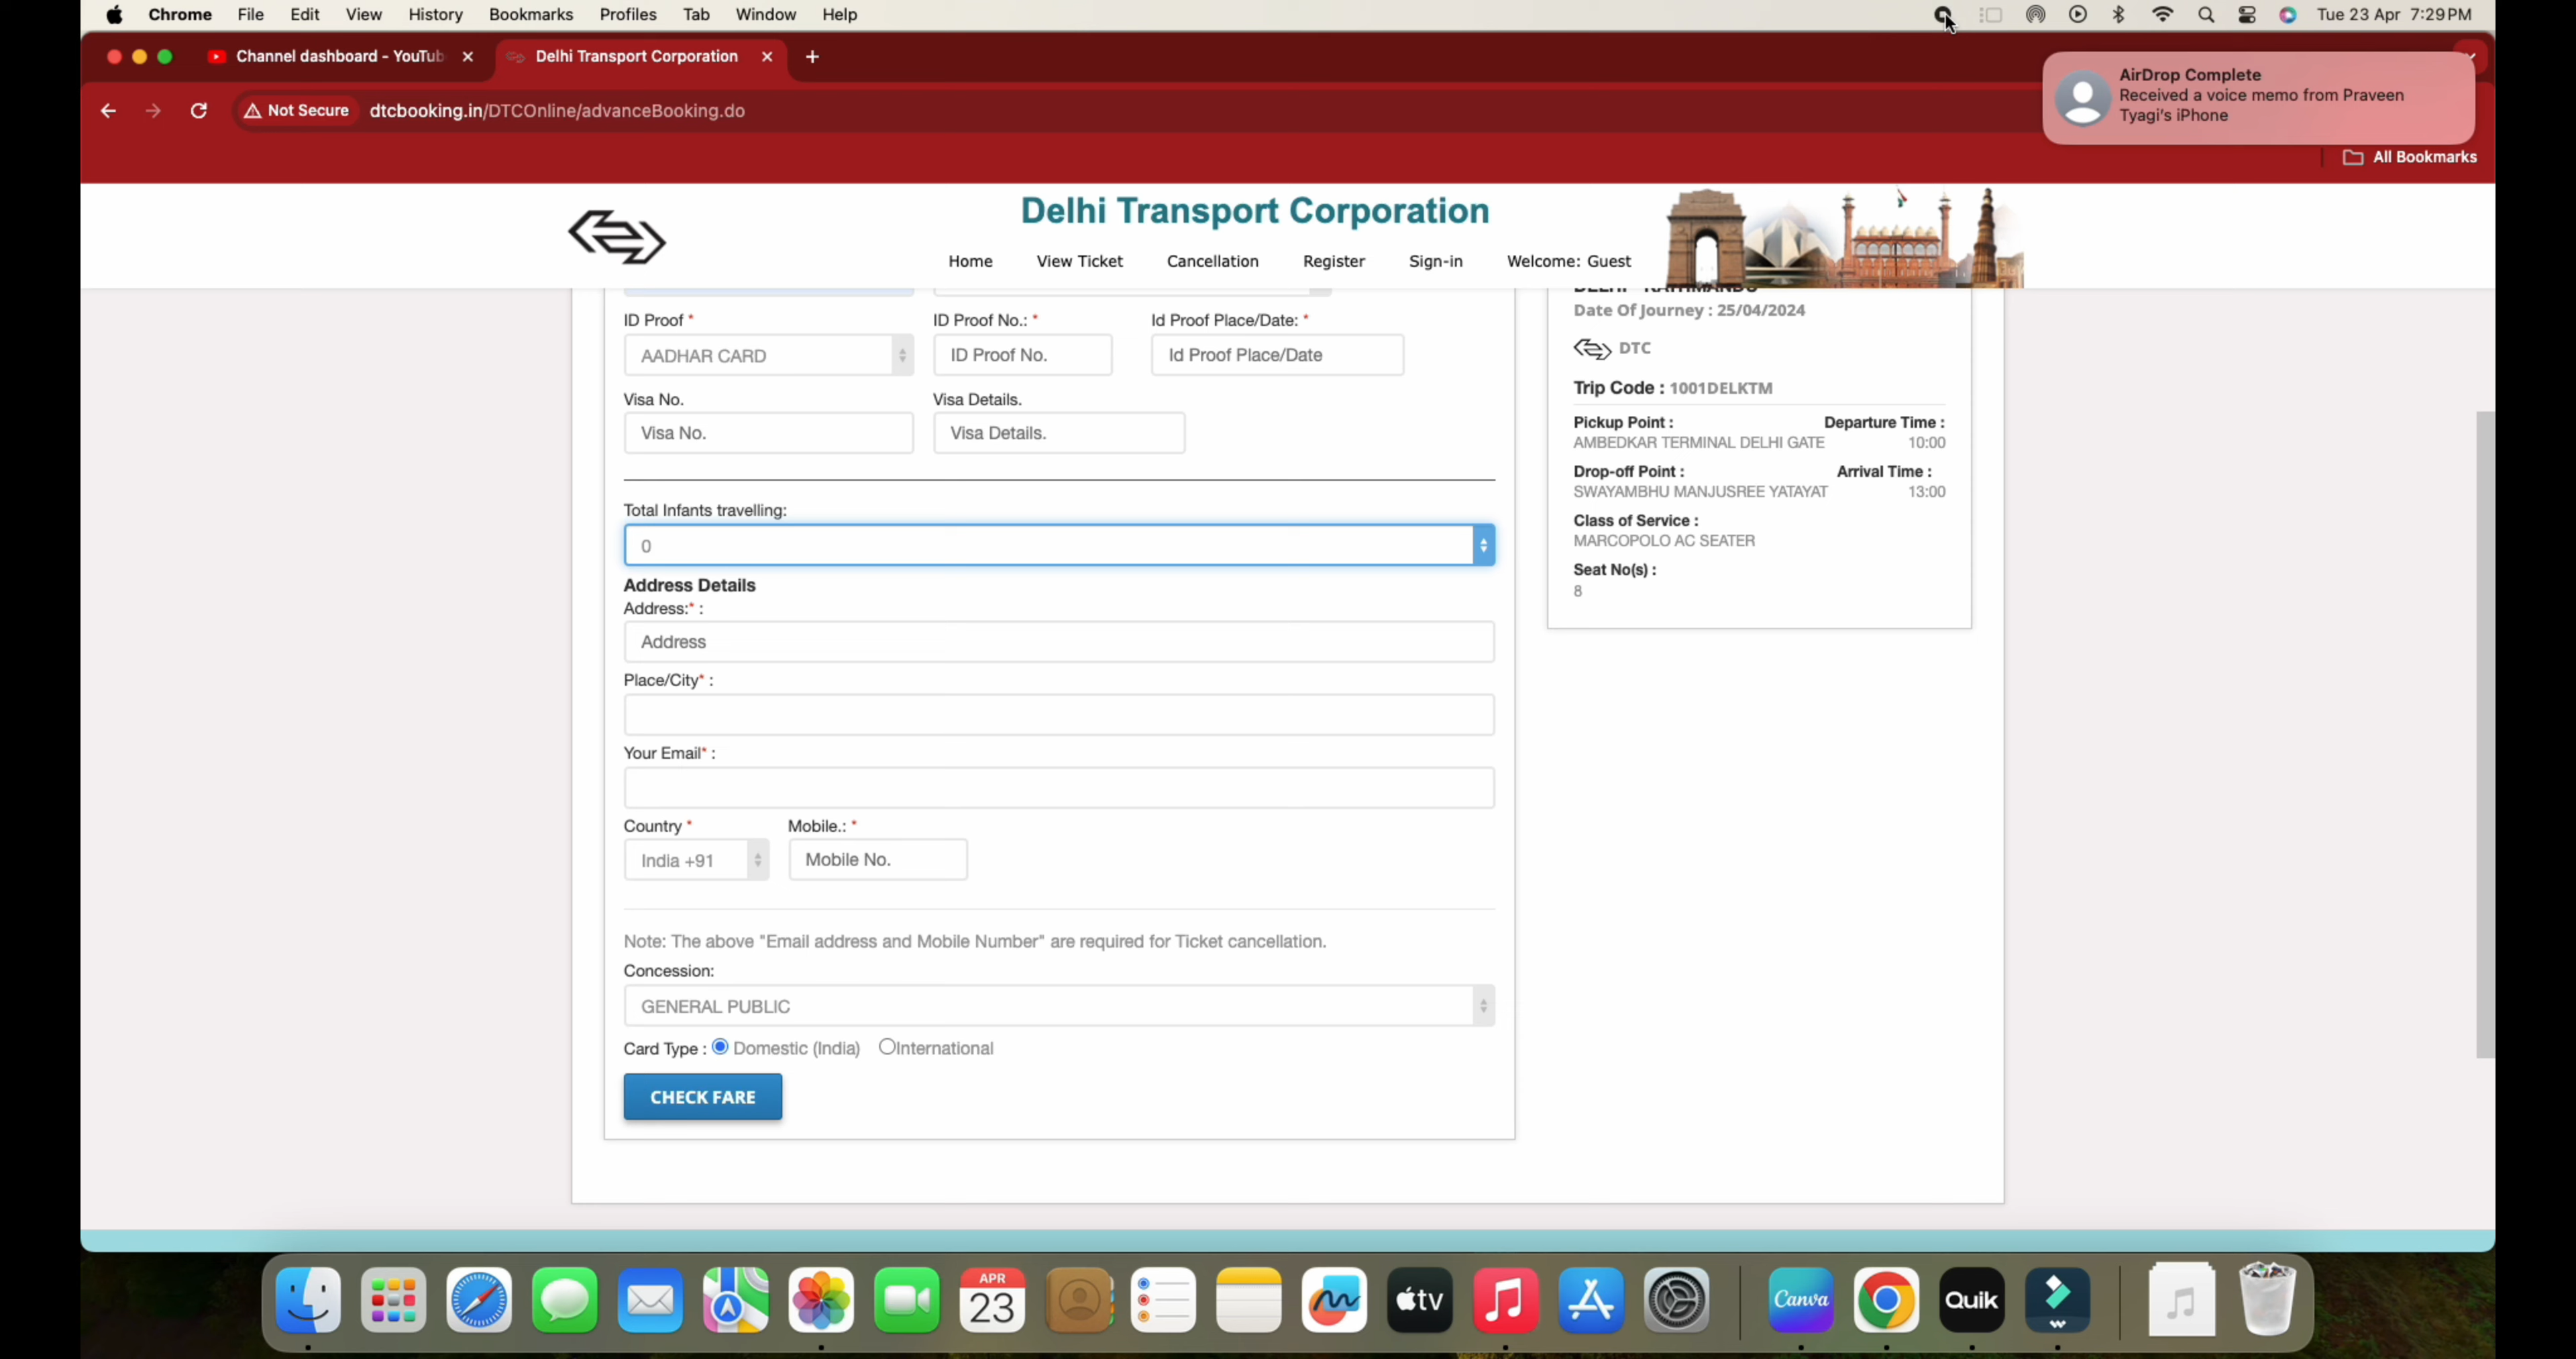 Chrome File Edit View History Bookmarks Profiles Tab Window Help Tue 23 Apr 7:29 PM
Channel dashboard - YouTub Delhi Transport Corporation
AirDrop Complete
Received a voice memo from Praveen
Tyagi's iPhone
Not Secure dtcbooking.in/DTCOnline/advanceBooking.do
All Bookmarks
Delhi Transport Corporation
Home View Ticket Cancellation Register Sign-in Welcome: Guest
ID Proof * ID Proof No.: * Id Proof Place/Date: *
AADHAR CARD ID Proof No. Id Proof Place/Date
Visa No. Visa Details.
Visa No. Visa Details.
Total Infants travelling:
0
Address Details
Address:* :
Address
Place/City* :
Your Email* :
Country * Mobile.: *
India +91 Mobile No.
Note: The above "Email address and Mobile Number" are required for Ticket cancellation.
Concession:
GENERAL PUBLIC
Card Type : Domestic (India) International
CHECK FARE
Date Of Journey : 25/04/2024
DTC
Trip Code : 1001DELKTM
Pickup Point : Departure Time :
AMBEDKAR TERMINAL DELHI GATE 10:00
Drop-off Point : Arrival Time :
SWAYAMBHU MANJUSREE YATAYAT 13:00
Class of Service :
MARCOPOLO AC SEATER
Seat No(s) :
8
APR
23
tv
Canva
Quik